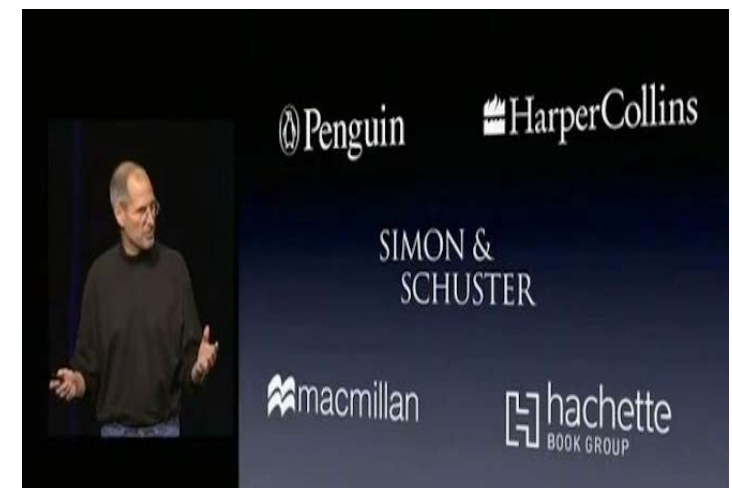 Penguin
HarperCollins
SIMON &
SCHUSTER
macmillan
hachette
BOOK GROUP